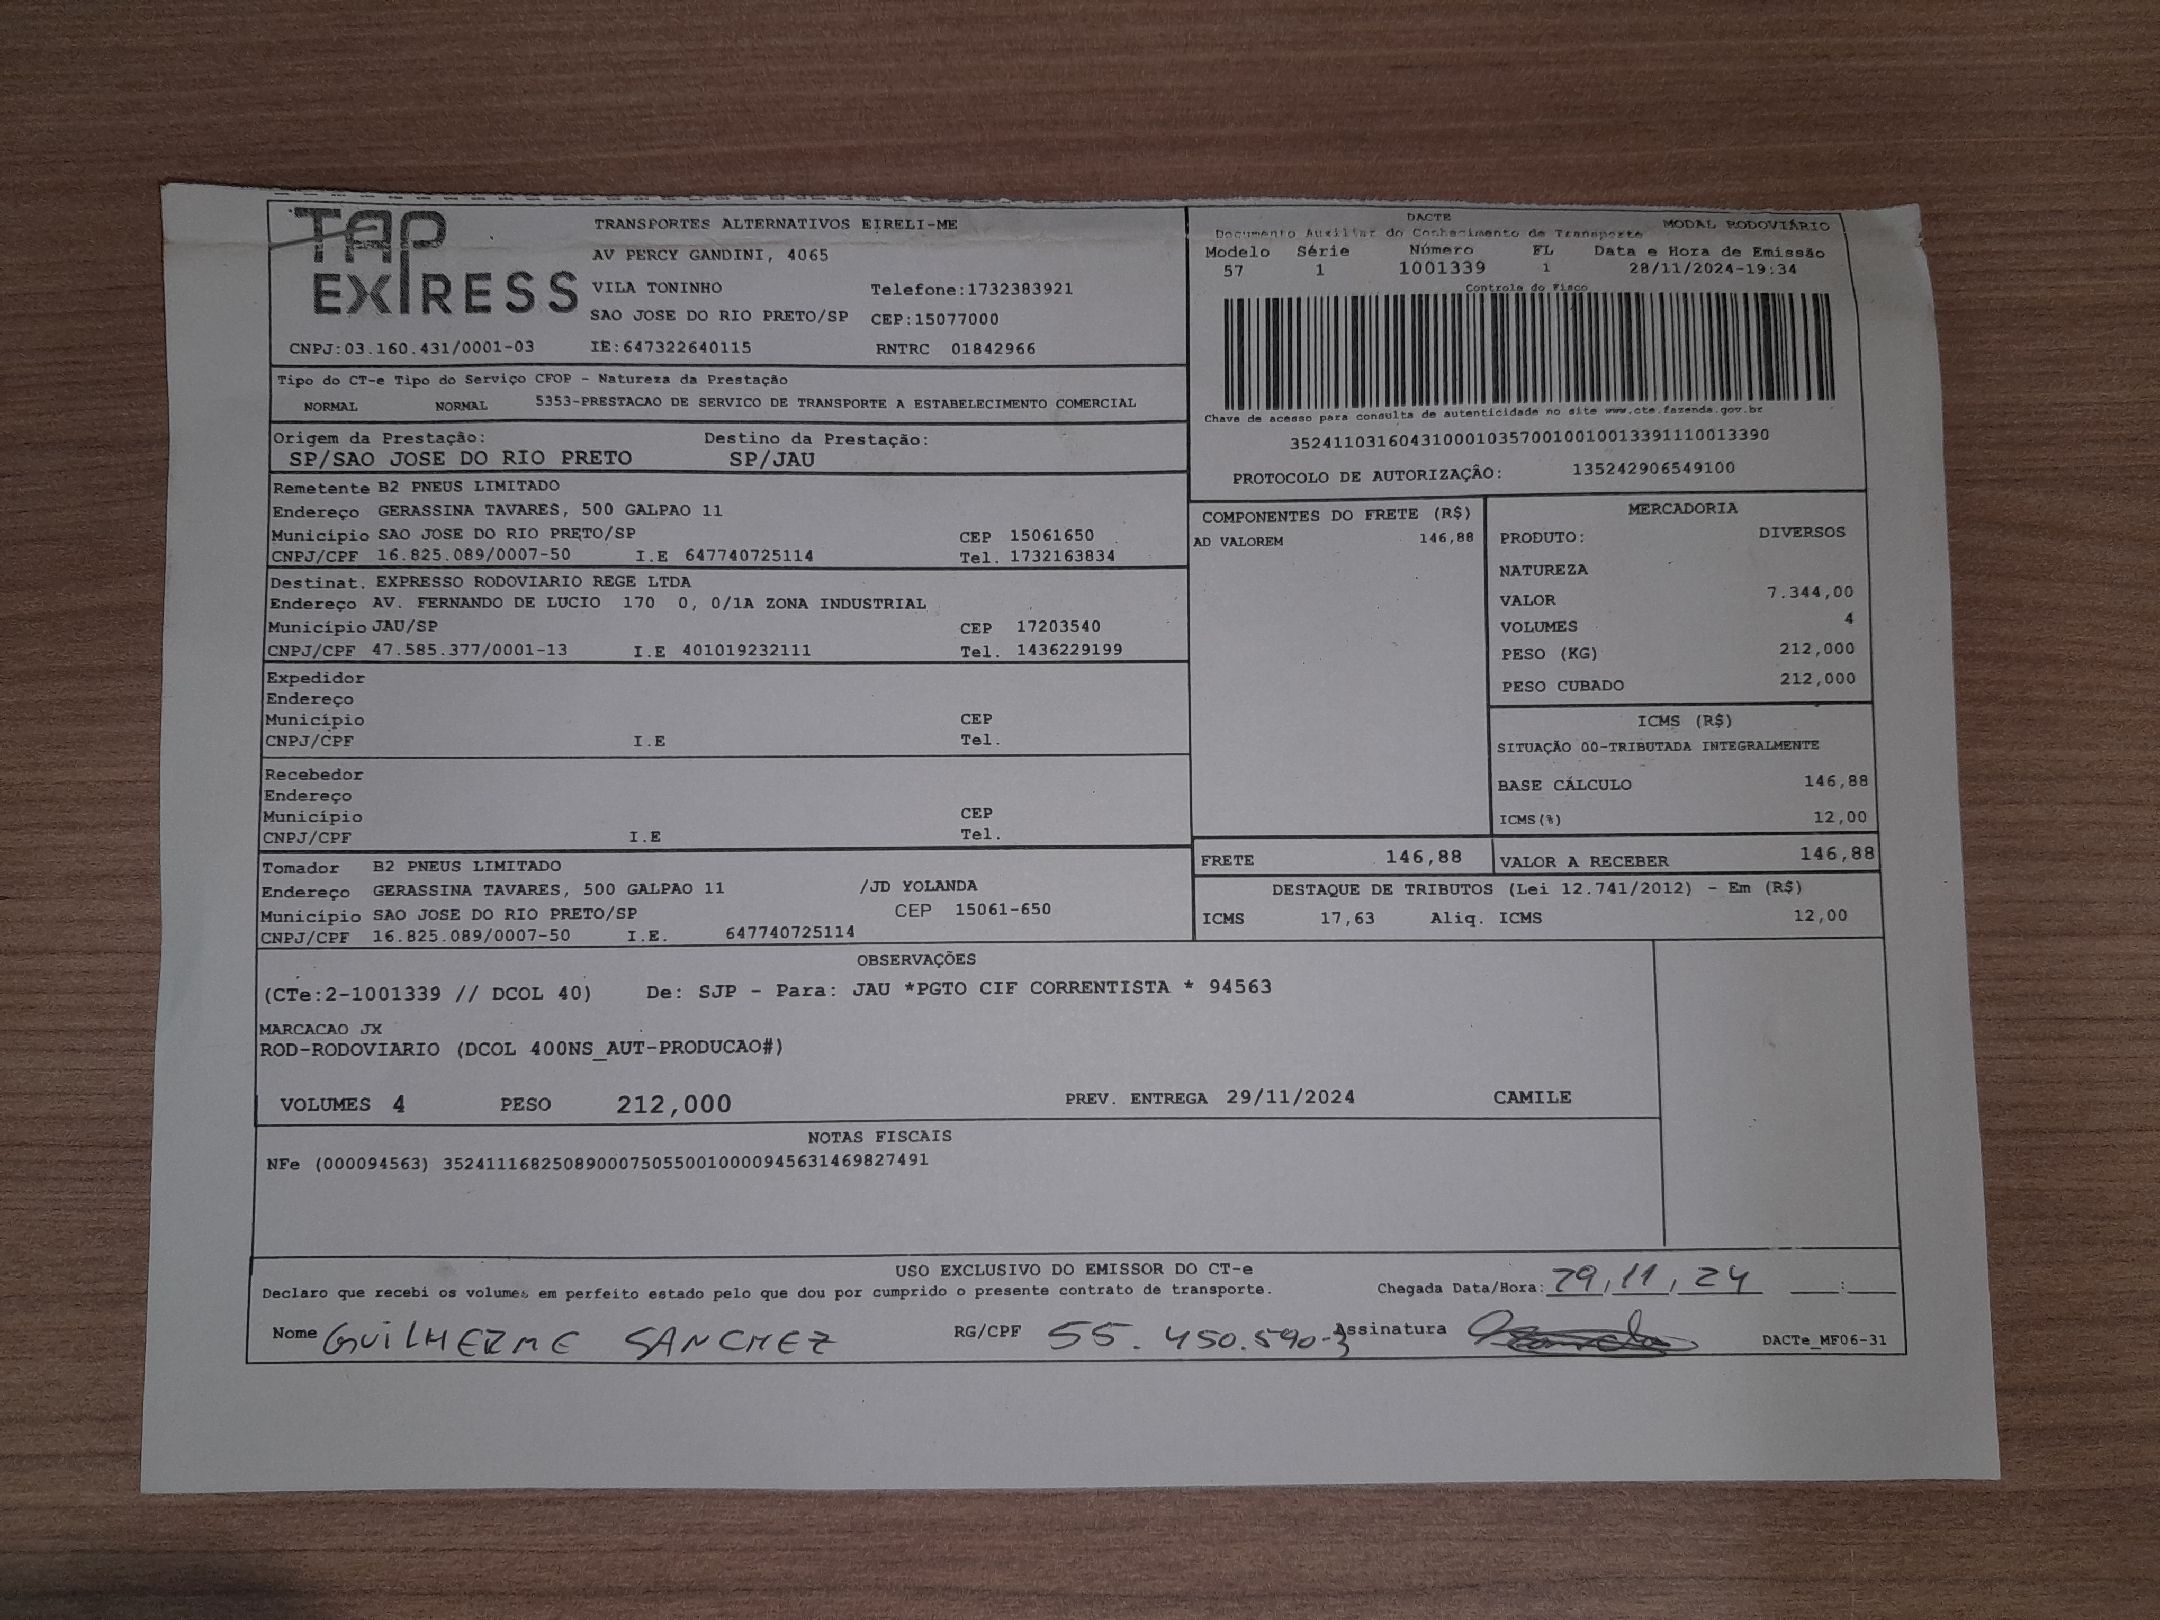 TAP
EXPRESS
TRANSPORTES ALTERNATIVOS EIRELI-ME
AV PERCY GANDINI, 4065
VILA TONINHO Telefone:1732383921
SAO JOSE DO RIO PRETO/SP CEP:15077000
CNPJ:03.160.431/0001-03 IE:647322640115 RNTRC 01842966
DACTE MODAL RODOVIÁRIO
Documento Auxiliar do Conhecimento de Transporte
Modelo Série Número FL Data e Hora de Emissão
57 1 1001339 1 28/11/2024-19:34
Controle do Fisco
Chave de acesso para consulta de autenticidade no site www.cte.fazenda.gov.br
35241103160431000103570010010013391110013390
PROTOCOLO DE AUTORIZAÇÃO: 135242906549100
Tipo do CT-e Tipo do Serviço CFOP - Natureza da Prestação
NORMAL NORMAL 5353-PRESTACAO DE SERVICO DE TRANSPORTE A ESTABELECIMENTO COMERCIAL
Origem da Prestação: Destino da Prestação:
SP/SAO JOSE DO RIO PRETO SP/JAU
Remetente B2 PNEUS LIMITADO
Endereço GERASSINA TAVARES, 500 GALPAO 11
Município SAO JOSE DO RIO PRETO/SP CEP 15061650
CNPJ/CPF 16.825.089/0007-50 I.E 647740725114 Tel. 1732163834
Destinat. EXPRESSO RODOVIARIO REGE LTDA
Endereço AV. FERNANDO DE LUCIO 170 0, 0/1A ZONA INDUSTRIAL
Município JAU/SP CEP 17203540
CNPJ/CPF 47.585.377/0001-13 I.E 401019232111 Tel. 1436229199
Expedidor
Endereço
Município CEP
CNPJ/CPF I.E Tel.
Recebedor
Endereço
Município CEP
CNPJ/CPF I.E Tel.
Tomador B2 PNEUS LIMITADO
Endereço GERASSINA TAVARES, 500 GALPAO 11 /JD YOLANDA
Município SAO JOSE DO RIO PRETO/SP CEP 15061-650
CNPJ/CPF 16.825.089/0007-50 I.E. 647740725114
COMPONENTES DO FRETE (R$)
AD VALOREM 146,88
MERCADORIA
PRODUTO: DIVERSOS
NATUREZA
VALOR 7.344,00
VOLUMES 4
PESO (KG) 212,000
PESO CUBADO 212,000
ICMS (R$)
SITUAÇÃO 00-TRIBUTADA INTEGRALMENTE
BASE CÁLCULO 146,88
ICMS(%) 12,00
FRETE 146,88 VALOR A RECEBER 146,88
DESTAQUE DE TRIBUTOS (Lei 12.741/2012) - Em (R$)
ICMS 17,63 Aliq. ICMS 12,00
OBSERVAÇÕES
(CTe:2-1001339 // DCOL 40) De: SJP - Para: JAU *PGTO CIF CORRENTISTA * 94563
MARCACAO JX
ROD-RODOVIARIO (DCOL 400NS_AUT-PRODUCAO#)
VOLUMES 4 PESO 212,000 PREV. ENTREGA 29/11/2024 CAMILE
NOTAS FISCAIS
NFe (000094563) 35241116825089000750550010000945631469827491
USO EXCLUSIVO DO EMISSOR DO CT-e
Declaro que recebi os volumes em perfeito estado pelo que dou por cumprido o presente contrato de transporte. Chegada Data/Hora: 29,11,24 :
Nome GUILHERME SANCHEZ RG/CPF 55.450.590-3 Assinatura DACTe_MF06-31